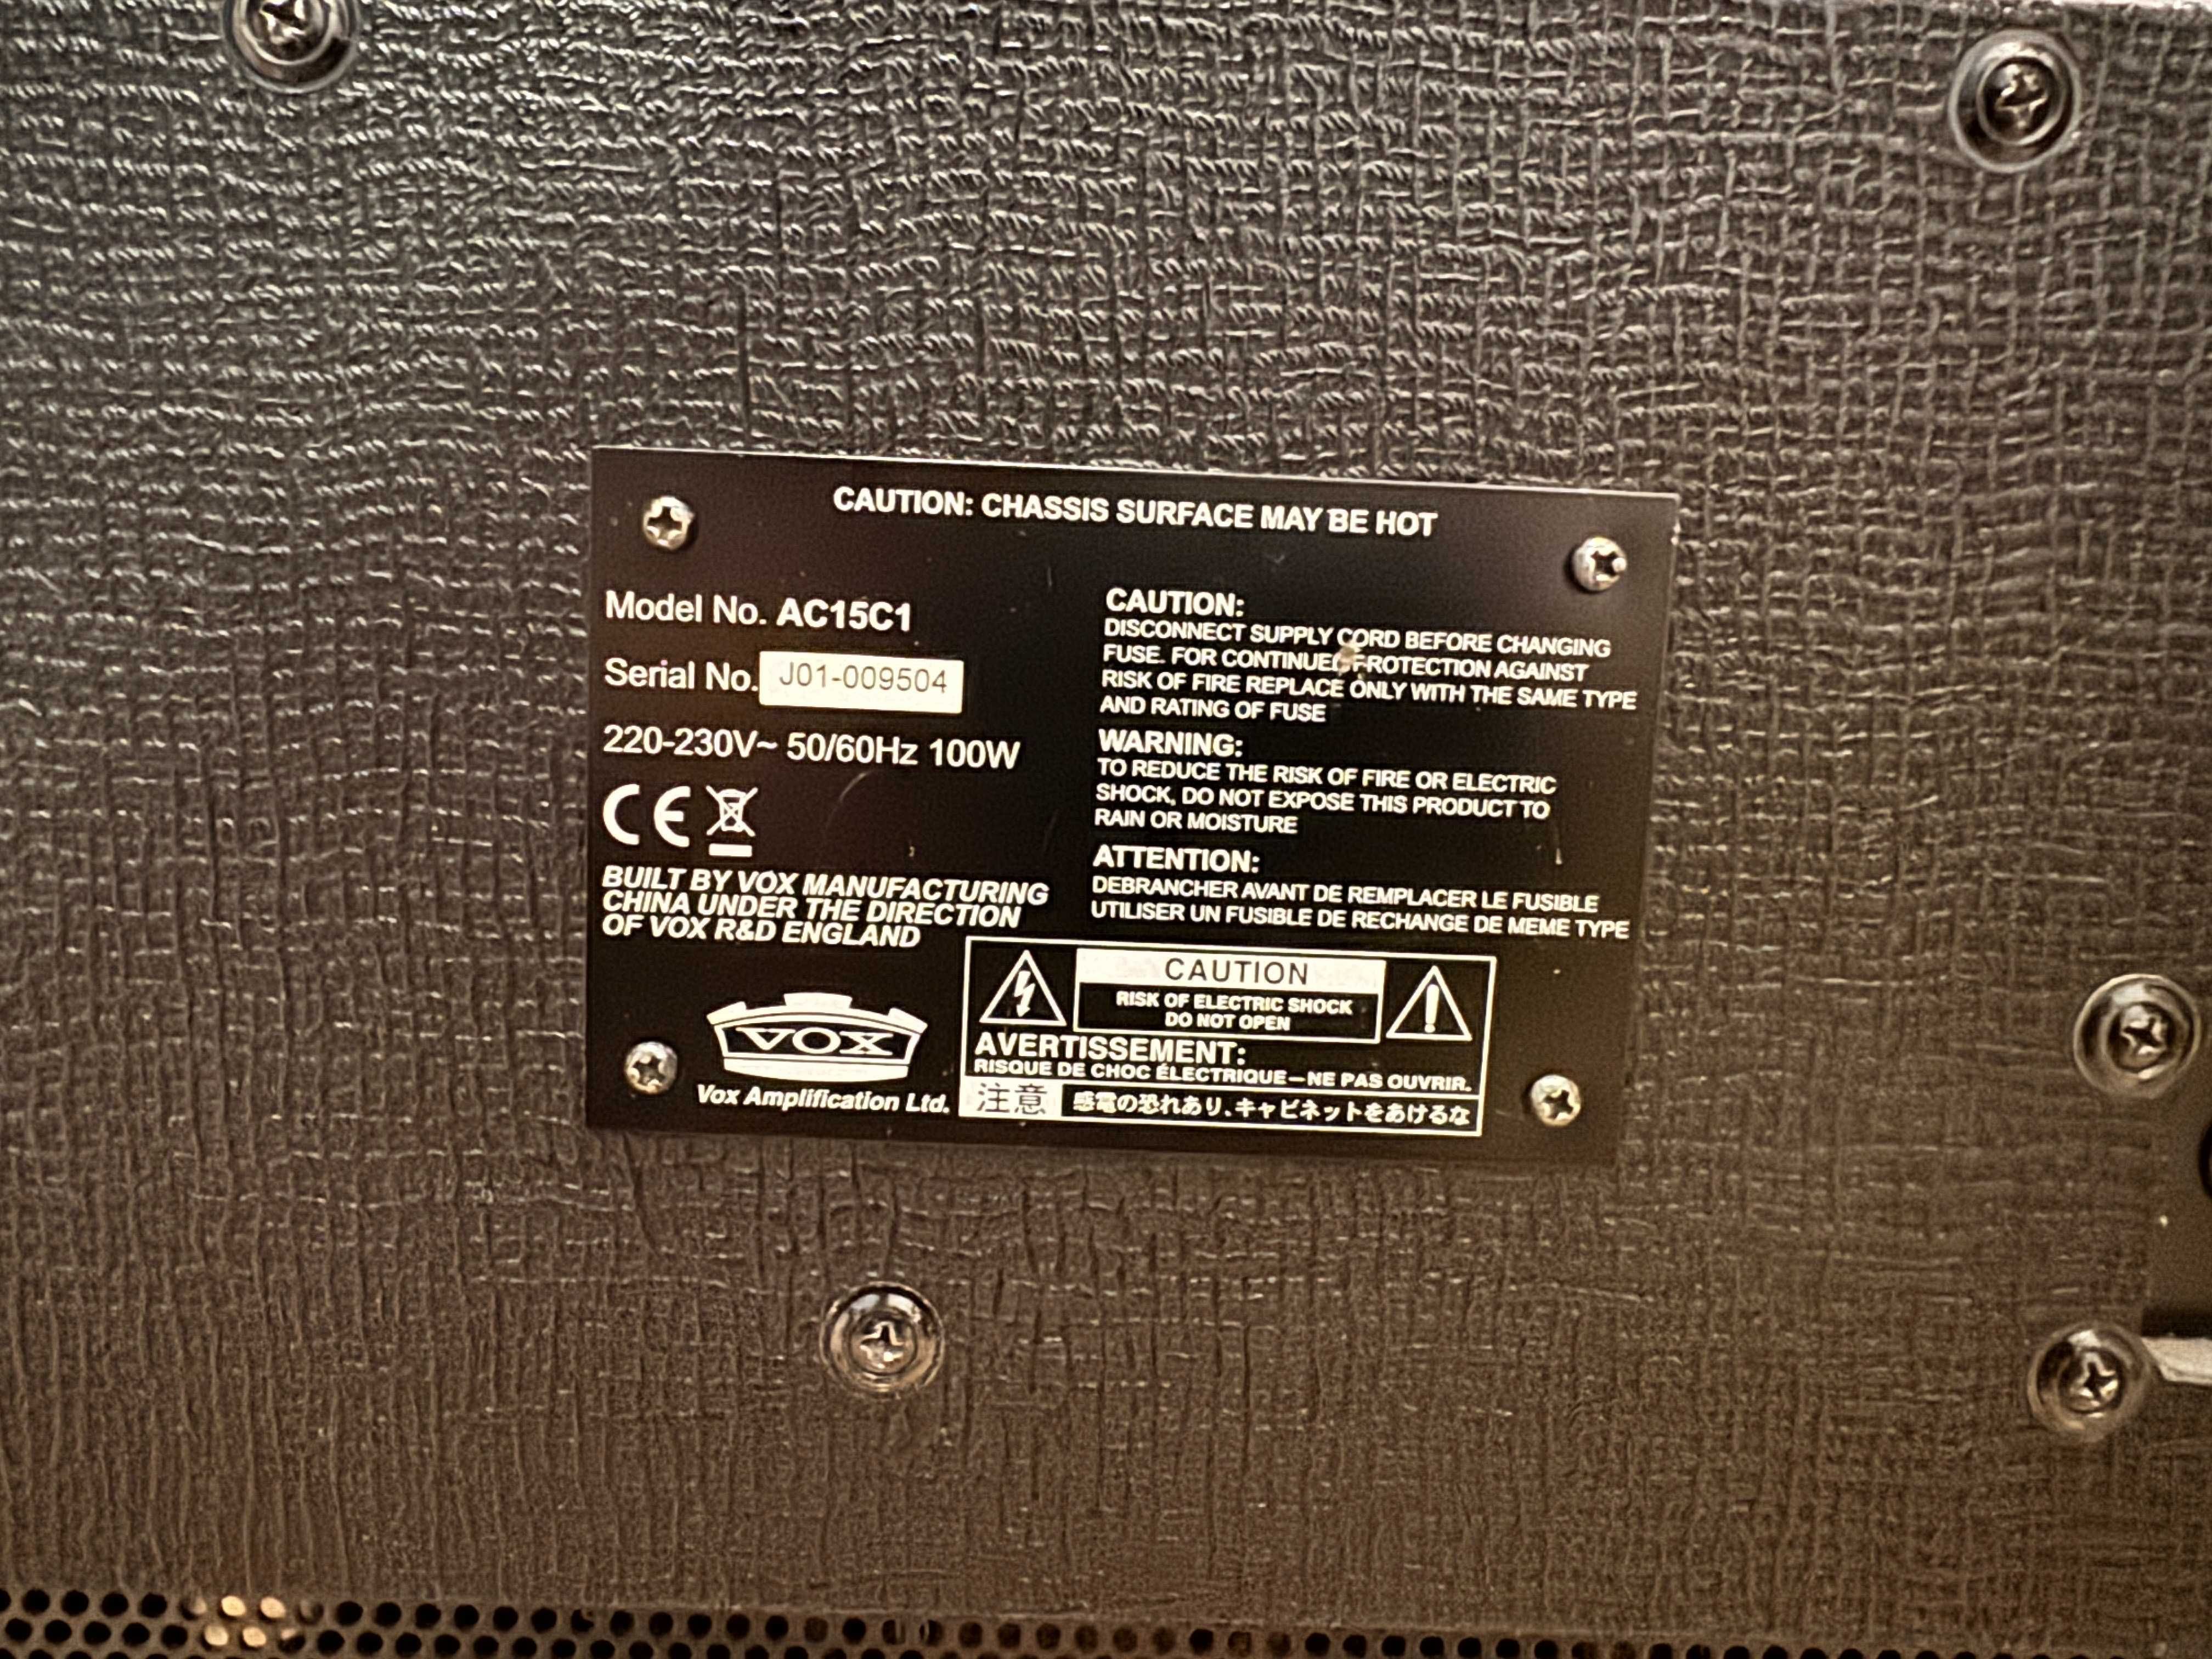 CAUTION: CHASSIS SURFACE MAY BE HOT
Model No. AC15C1
Serial No. J01-009504
220-230V~ 50/60Hz 100W
CE
BUILT BY VOX MANUFACTURING
CHINA UNDER THE DIRECTION
OF VOX R&D ENGLAND
VOX
Vox Amplification Ltd.
CAUTION:
DISCONNECT SUPPLY CORD BEFORE CHANGING
FUSE. FOR CONTINUED PROTECTION AGAINST
RISK OF FIRE REPLACE ONLY WITH THE SAME TYPE
AND RATING OF FUSE
WARNING:
TO REDUCE THE RISK OF FIRE OR ELECTRIC
SHOCK, DO NOT EXPOSE THIS PRODUCT TO
RAIN OR MOISTURE
ATTENTION:
DEBRANCHER AVANT DE REMPLACER LE FUSIBLE
UTILISER UN FUSIBLE DE RECHANGE DE MEME TYPE
CAUTION
RISK OF ELECTRIC SHOCK
DO NOT OPEN
AVERTISSEMENT:
RISQUE DE CHOC ÉLECTRIQUE—NE PAS OUVRIR.
注意 感電の恐れあり、キャビネットをあけるな